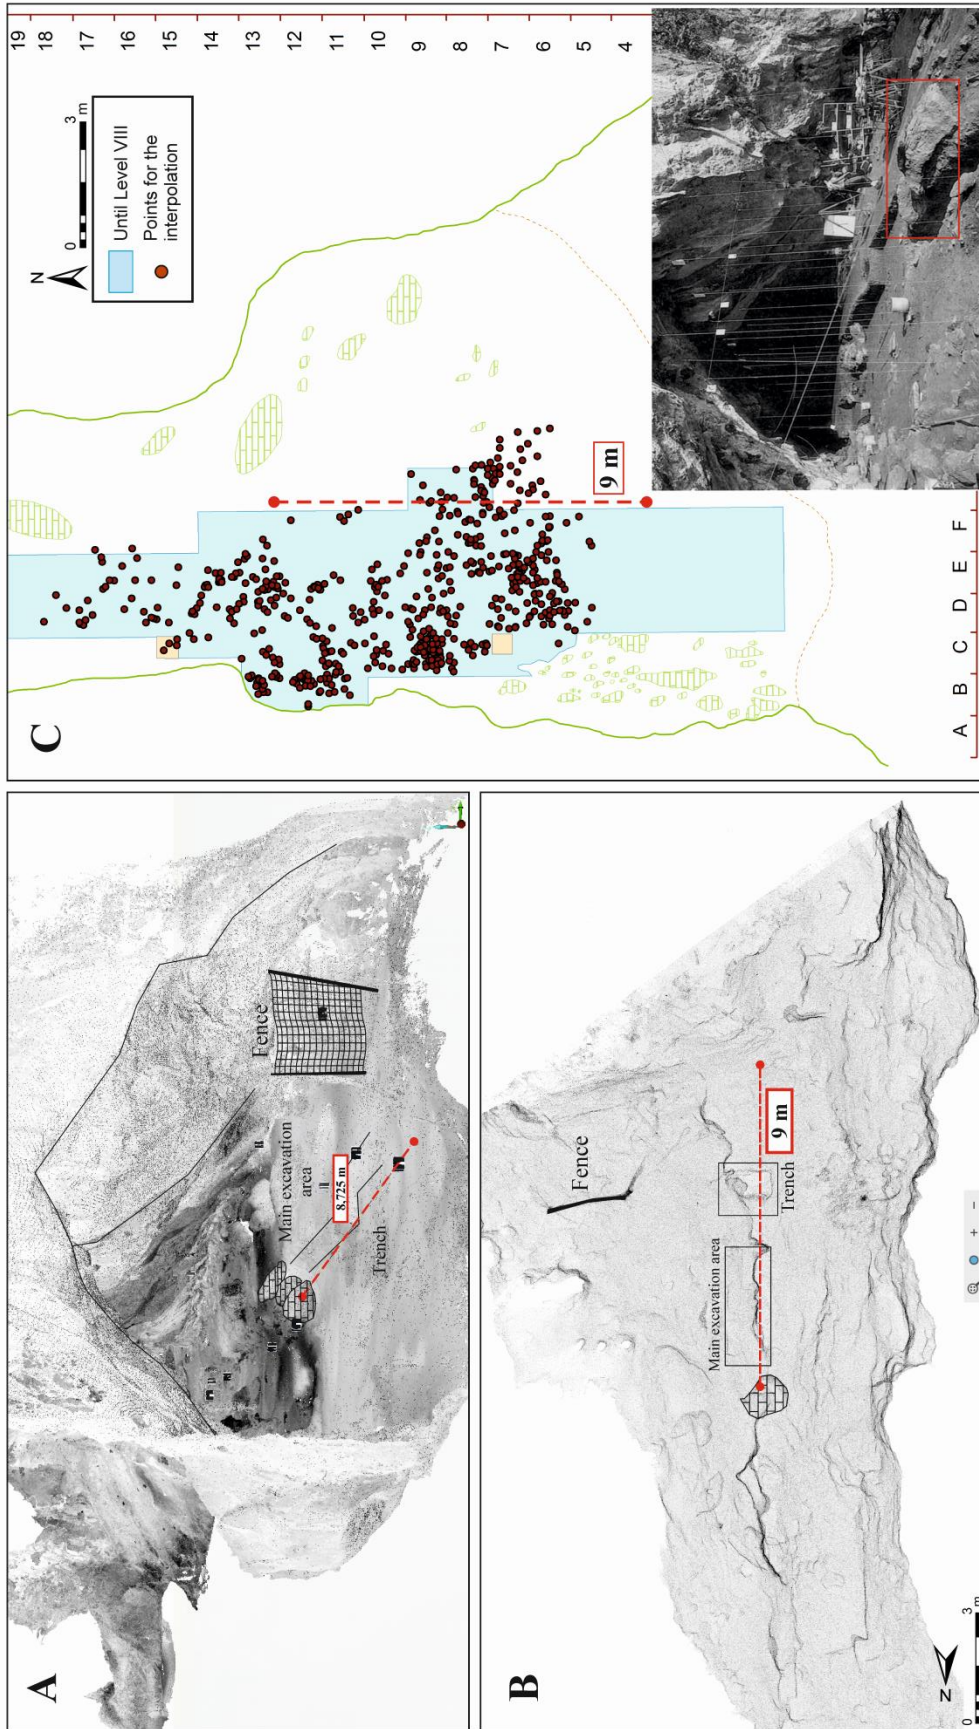 A
Fence
Main excavation
area
8,725 m
Trench
B
Fence
Main excavation area
Trench
9 m
N
0
3
m
C
N
0
3
m
Until Level VIII
Points for the
interpolation
9 m
19
18
17
16
15
14
13
12
11
10
9
8
7
6
5
4
A
B
C
D
E
F